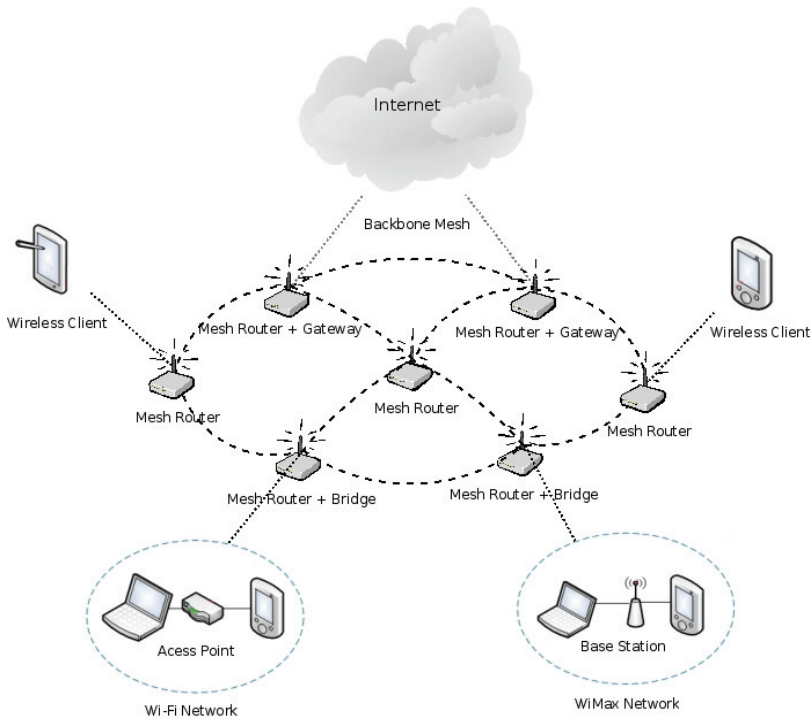 Internet
Backbone Mesh
Wireless Client
Mesh Router + Gateway
Mesh Router + Gateway
Wireless Client
Mesh Router
Mesh Router
Mesh Router
Mesh Router + Bridge
Mesh Router + Bridge
Acess Point
Base Station
Wi-Fi Network
WiMax Network